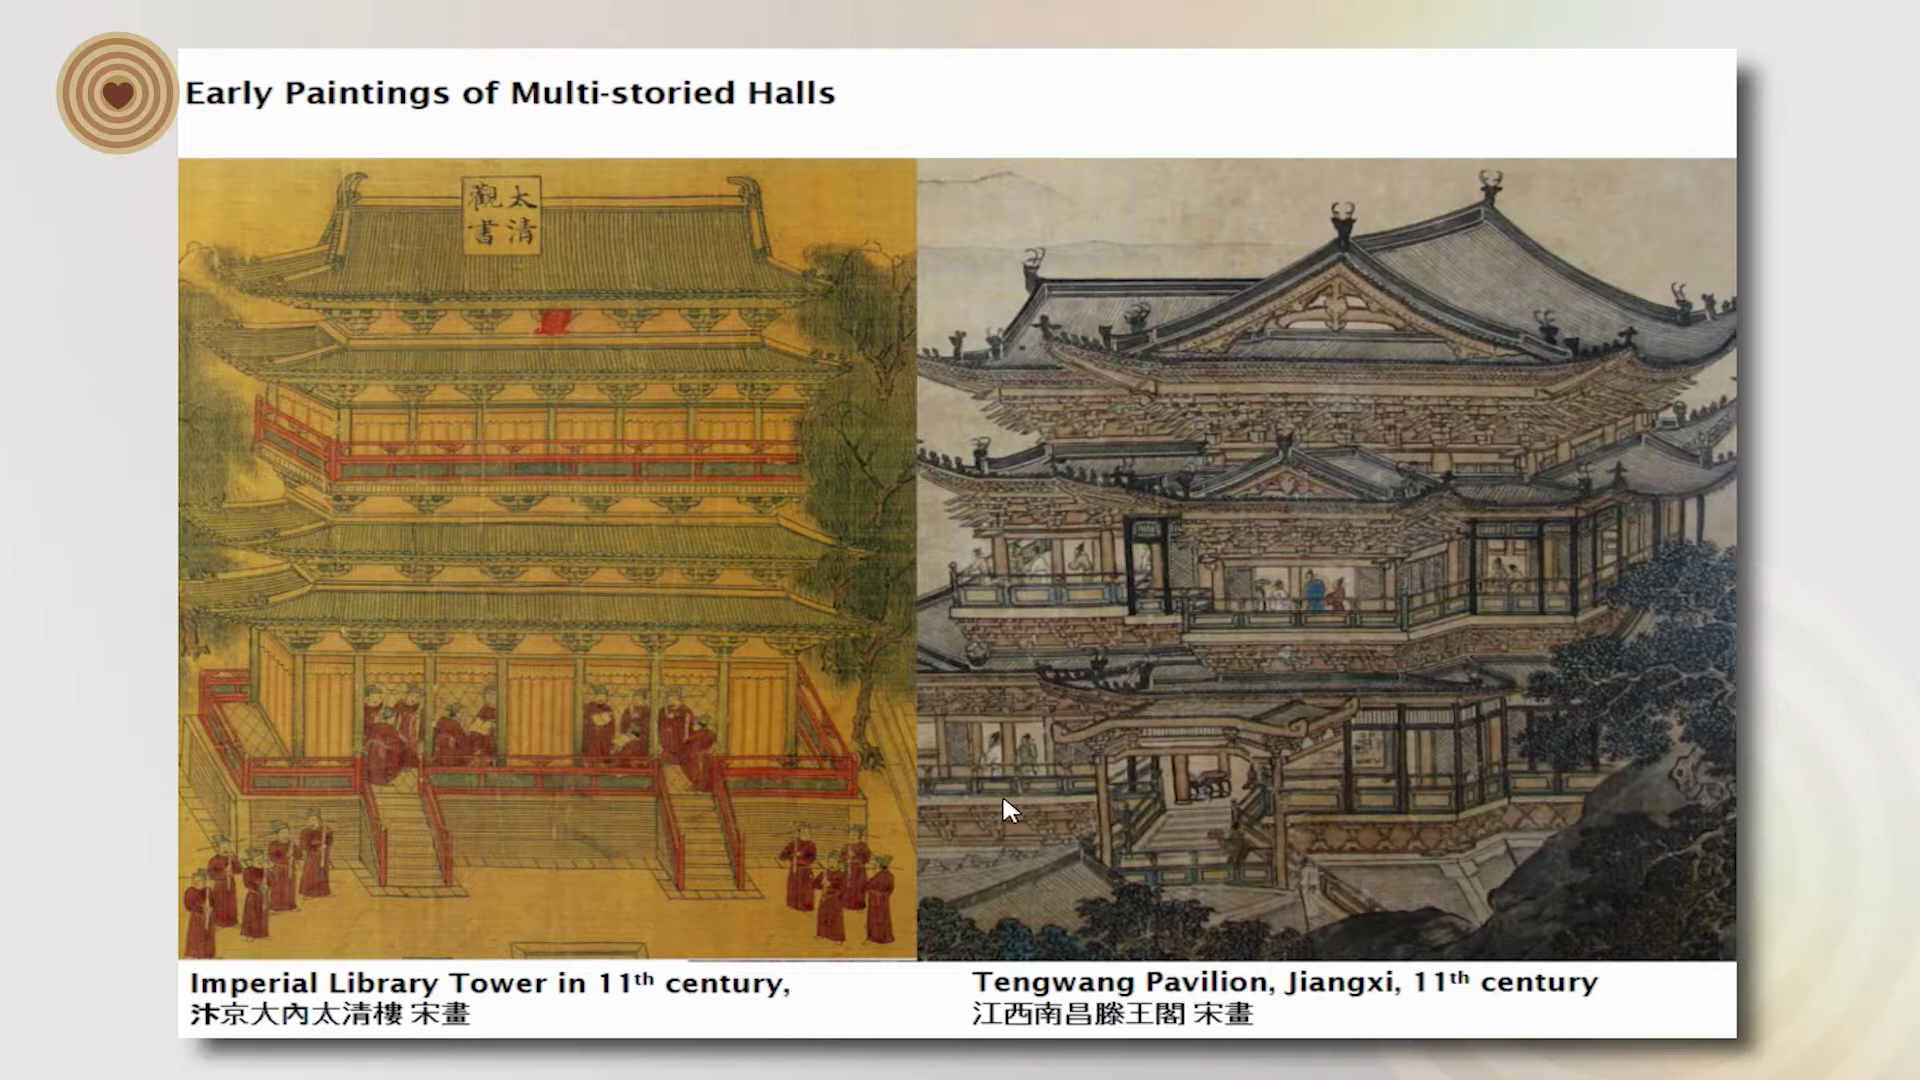 Early Paintings of Multi-storied Halls
太清
觀書
Imperial Library Tower in 11th century,
汴京大內太清樓 宋畫
Tengwang Pavilion, Jiangxi, 11th century
江西南昌滕王閣 宋畫